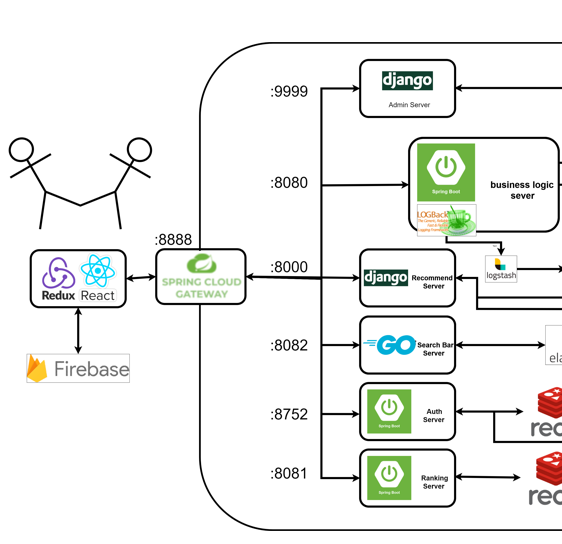 django
Admin Server
:9999
Spring Boot
business logic
sever
:8080
LOGBack
:8888
logstash
:8000
Redux React
SPRING CLOUD
GATEWAY
django
Recommend
Server
GO
Search Bar
Server
:8082
ela
Firebase
Spring Boot
Auth
Server
:8752
red
Spring Boot
Ranking
Server
:8081
red